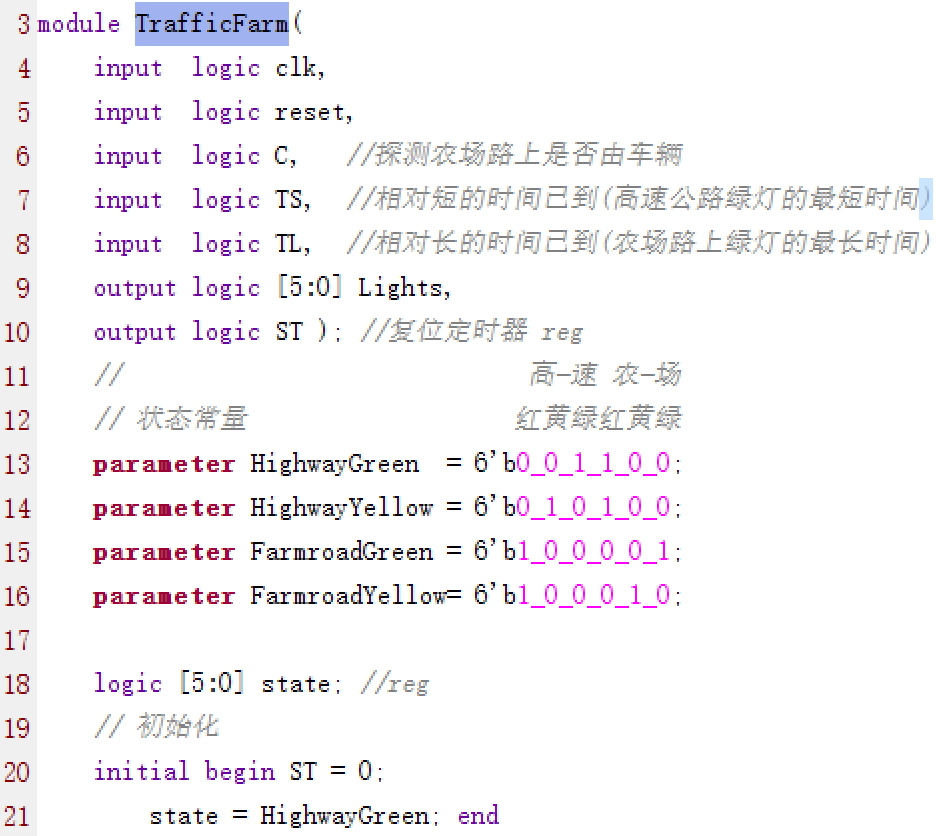 3 module TrafficFarm(
4 input logic clk,
5 input logic reset,
6 input logic C, //探测农场路上是否由车辆
7 input logic TS, //相对短的时间已到(高速公路绿灯的最短时间)
8 input logic TL, //相对长的时间已到(农场路上绿灯的最长时间)
9 output logic [5:0] Lights,
10 output logic ST ); //复位定时器 reg
11 // 高-速 农-场
12 // 状态常量 红黄绿红黄绿
13 parameter HighwayGreen = 6'b0_0_1_1_0_0;
14 parameter HighwayYellow = 6'b0_1_0_1_0_0;
15 parameter FarmroadGreen = 6'b1_0_0_0_0_1;
16 parameter FarmroadYellow= 6'b1_0_0_0_1_0;
17
18 logic [5:0] state; //reg
19 // 初始化
20 initial begin ST = 0;
21 state = HighwayGreen; end